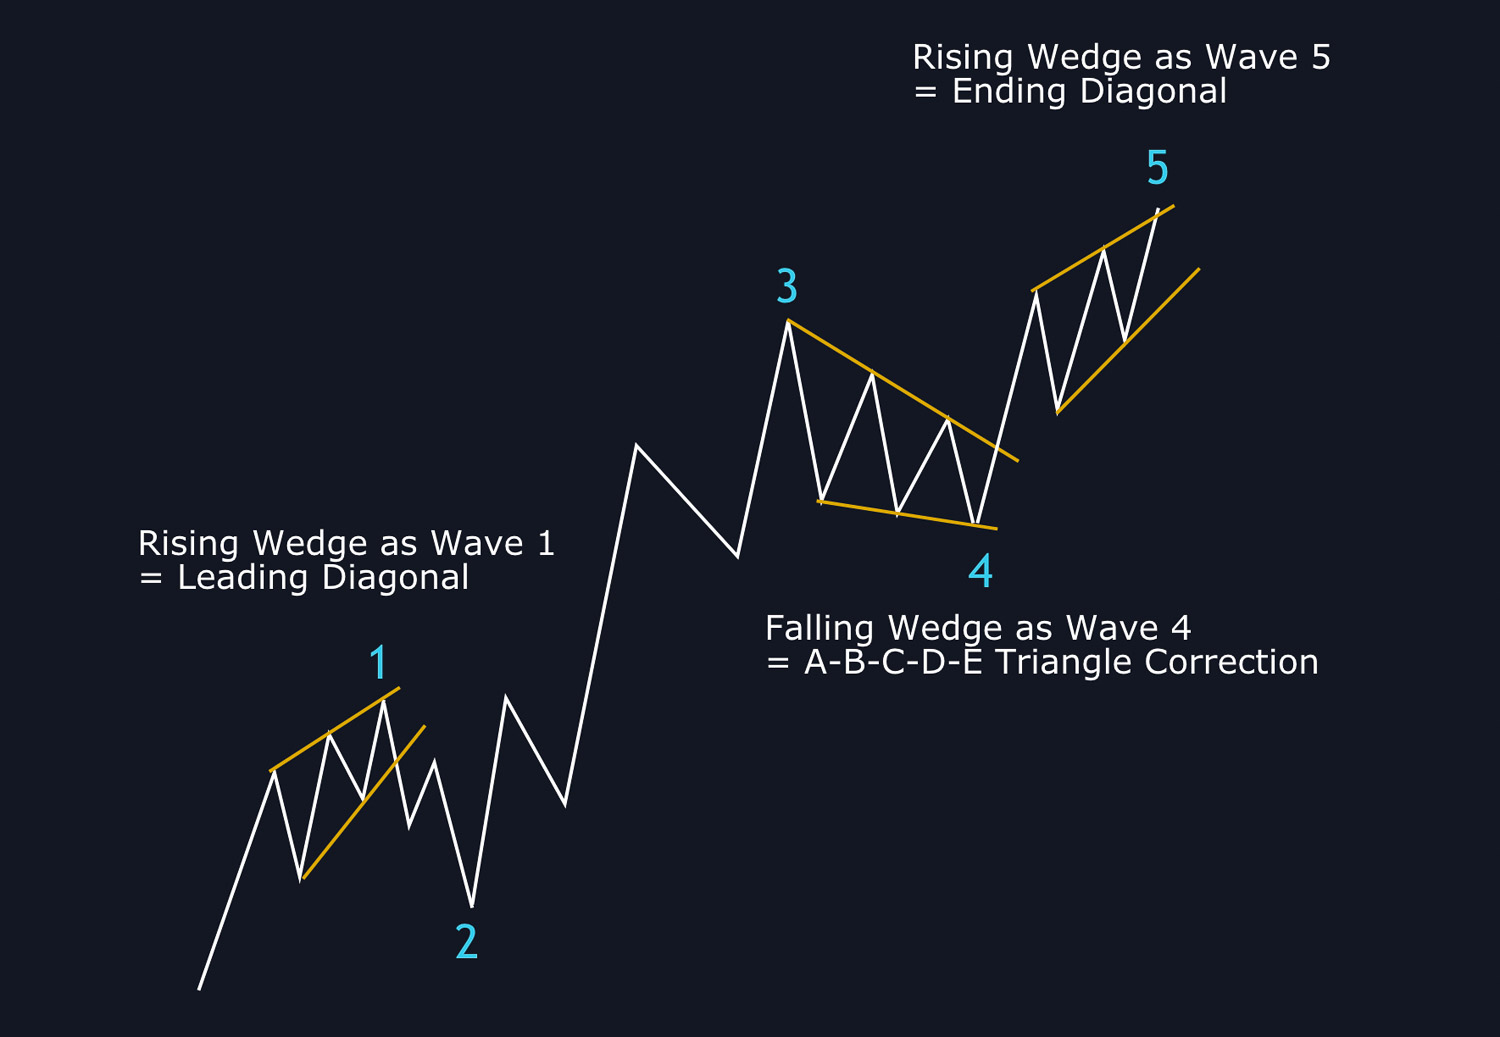 Rising Wedge as Wave 5
= Ending Diagonal
5
3
Rising Wedge as Wave 1
= Leading Diagonal
4
Falling Wedge as Wave 4
= A-B-C-D-E Triangle Correction
1
2